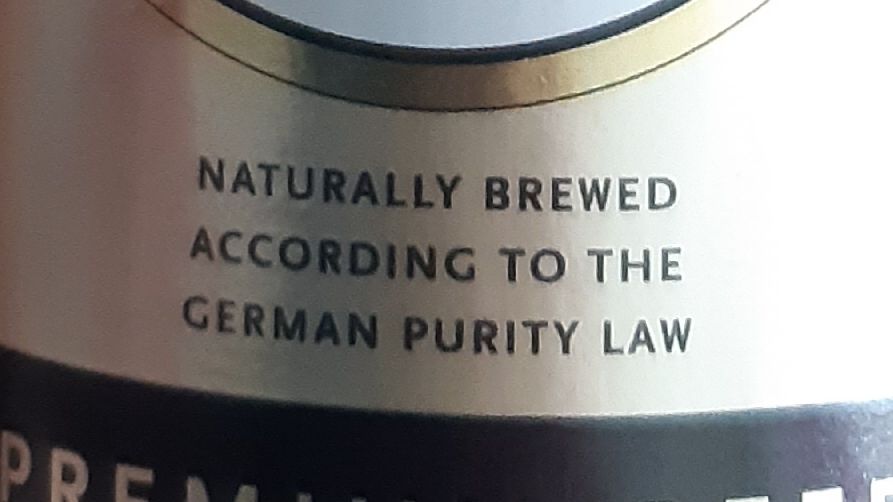 NATURALLY BREWED
ACCORDING TO THE
GERMAN PURITY LAW